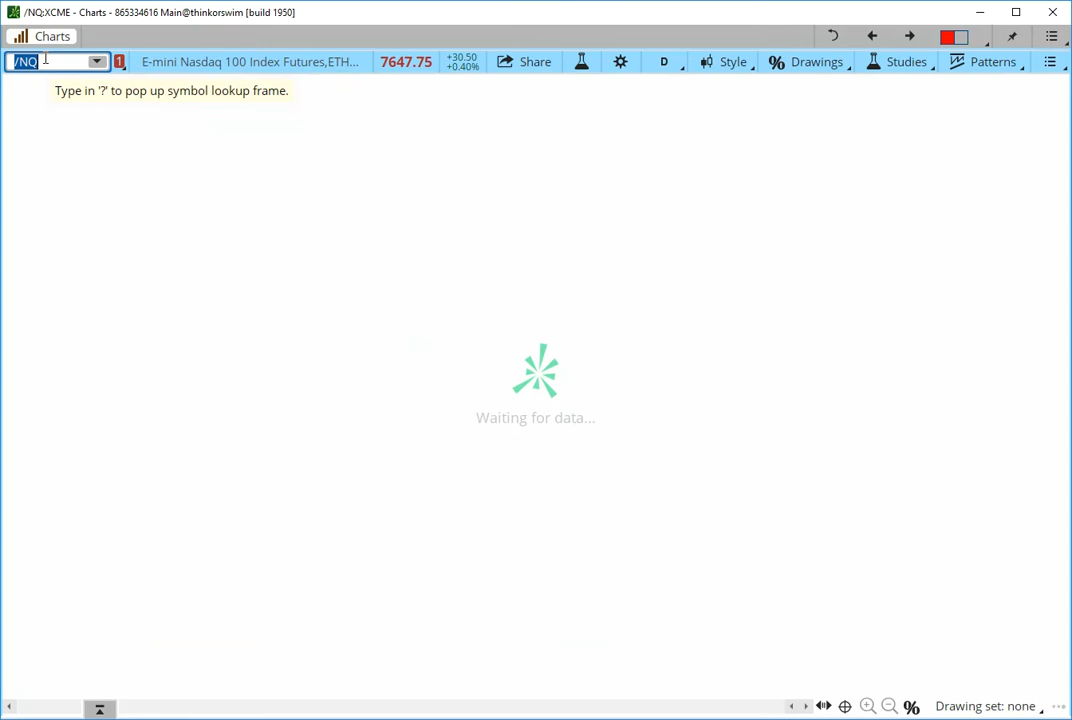 /NQ:XCME - Charts - 865334616 Main@thinkorswim [build 1950]
Charts
/NQ
1
E-mini Nasdaq 100 Index Futures,ETH...
7647.75
+30.50
+0.40%
Share
D
Style
Drawings
Studies
Patterns
Type in '?' to pop up symbol lookup frame.
Waiting for data...
Drawing set: none